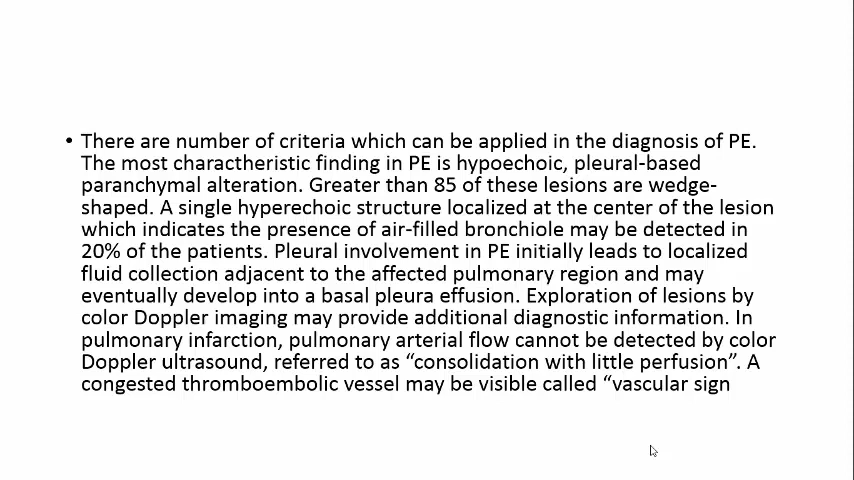 • There are number of criteria which can be applied in the diagnosis of PE.
The most charactheristic finding in PE is hypoechoic, pleural-based
paranchymal alteration. Greater than 85 of these lesions are wedge-
shaped. A single hyperechoic structure localized at the center of the lesion
which indicates the presence of air-filled bronchiole may be detected in
20% of the patients. Pleural involvement in PE initially leads to localized
fluid collection adjacent to the affected pulmonary region and may
eventually develop into a basal pleura effusion. Exploration of lesions by
color Doppler imaging may provide additional diagnostic information. In
pulmonary infarction, pulmonary arterial flow cannot be detected by color
Doppler ultrasound, referred to as “consolidation with little perfusion”. A
congested thromboembolic vessel may be visible called “vascular sign